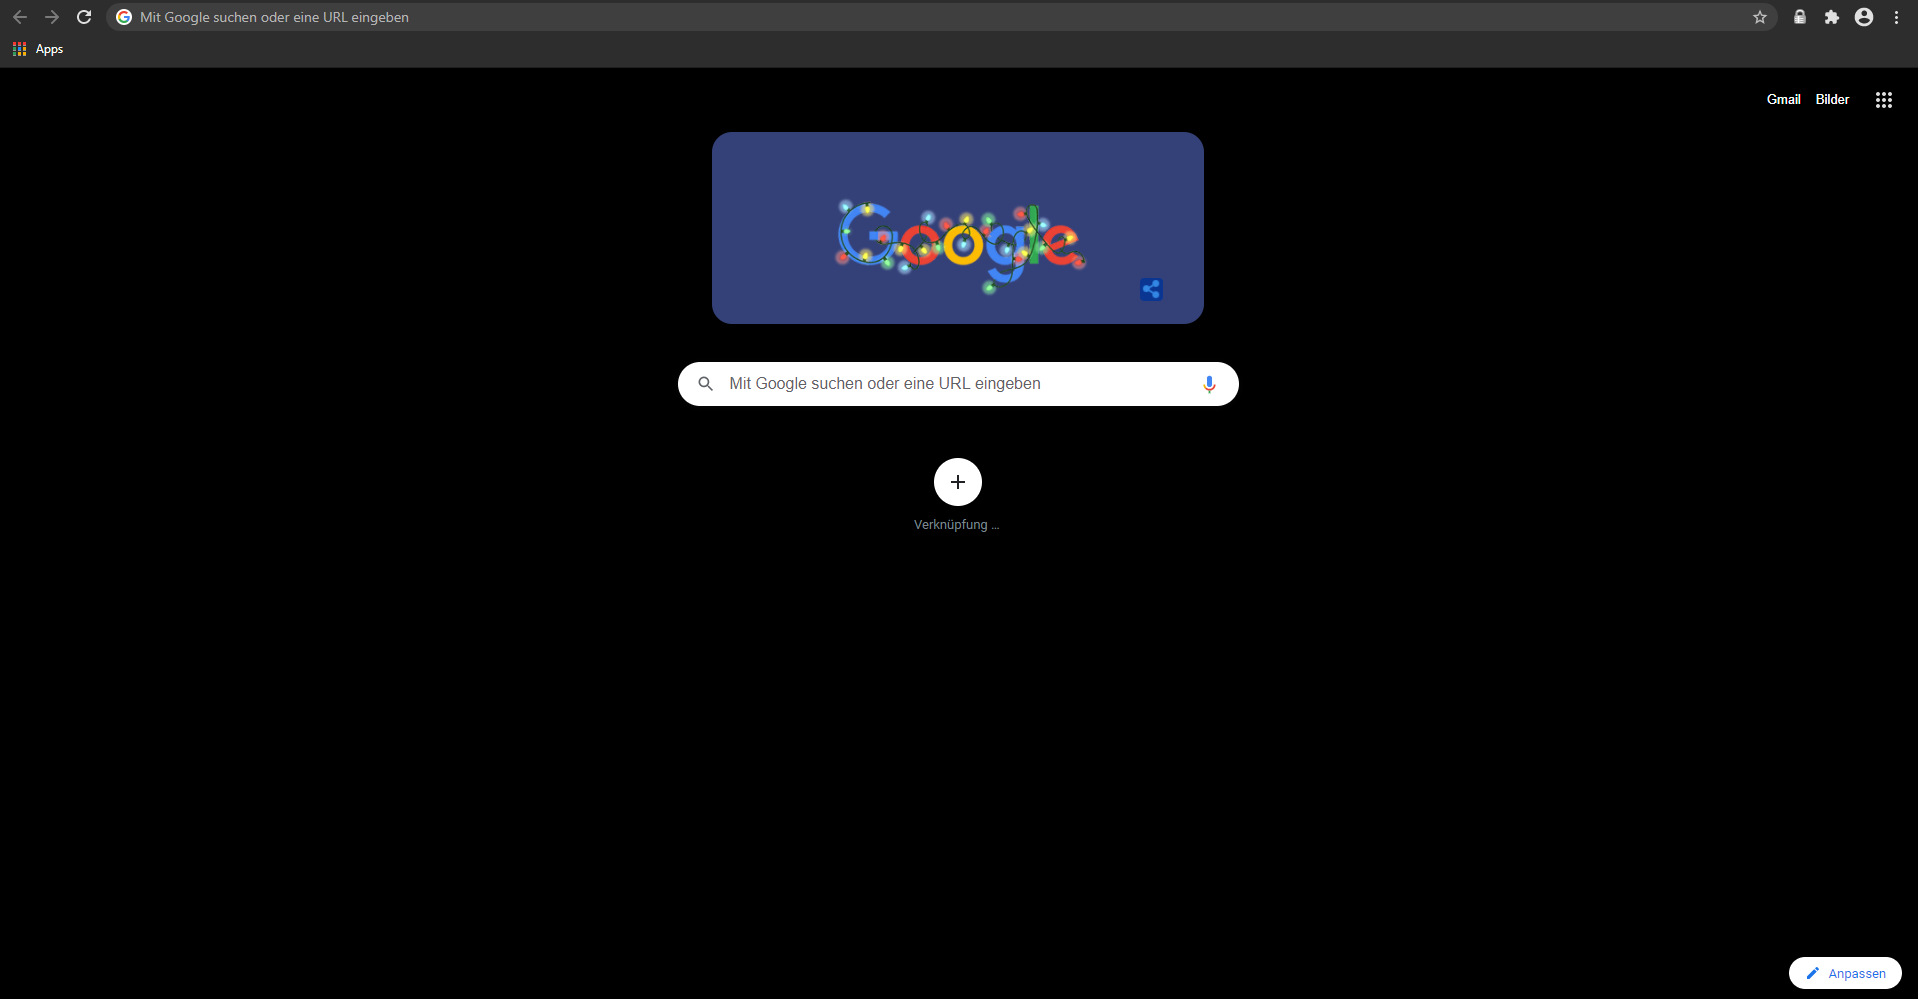 Mit Google suchen oder eine URL eingeben
Apps
Gmail Bilder
Google
Mit Google suchen oder eine URL eingeben
Verknüpfung ...
Anpassen